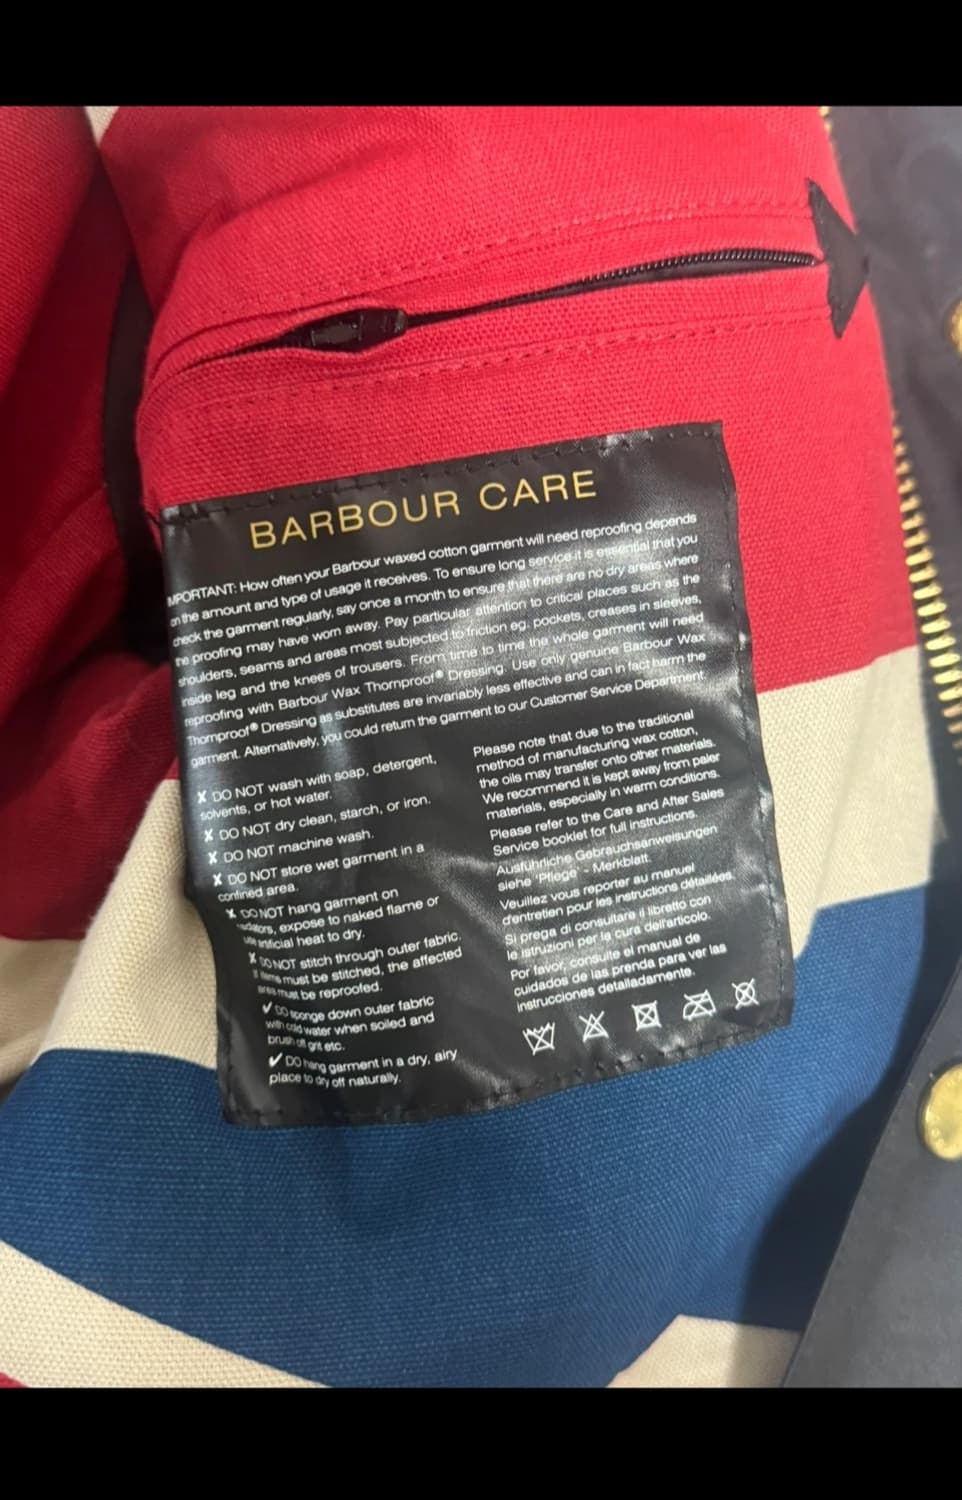 BARBOUR CARE
IMPORTANT: How often your Barbour waxed cotton garment will need reproofing depends
on the amount and type of usage it receives. To ensure long service it is essential that you
check the garment regularly, say once a month to ensure that there are no dry areas where
the proofing may have worn away. Pay particular attention to critical places such as the
shoulders, seams and areas most subjected to friction eg. pockets, creases in sleeves,
inside leg and the knees of trousers. From time to time the whole garment will need
reproofing with Barbour Wax Thornproof® Dressing. Use only genuine Barbour Wax
Thornproof® Dressing as substitutes are invariably less effective and can in fact harm the
garment. Alternatively, you could return the garment to our Customer Service Department.
✗ DO NOT wash with soap, detergent,
solvents, or hot water.
✗ DO NOT dry clean, starch, or iron.
✗ DO NOT machine wash.
✗ DO NOT store wet garment in a
confined area.
✗ DO NOT hang garment on
radiators, expose to naked flame or
use artificial heat to dry.
✗ DO NOT stitch through outer fabric.
If items must be stitched, the affected
area must be reproofed.
✔ DO sponge down outer fabric
with cold water when soiled and
brush off grit etc.
✔ DO hang garment in a dry, airy
place to dry off naturally.
Please note that due to the traditional
method of manufacturing wax cotton,
the oils may transfer onto other materials.
We recommend it is kept away from paler
materials, especially in warm conditions.
Please refer to the Care and After Sales
Service booklet for full instructions.
Ausführliche Gebrauchsanweisungen
siehe 'Pflege' - Merkblatt.
Veuillez vous reporter au manuel
d'entretien pour les instructions détaillées.
Si prega di consultare il libretto con
le istruzioni per la cura dell'articolo.
Por favor, consulte el manual de
cuidados de las prenda para ver las
instrucciones detalladamente.